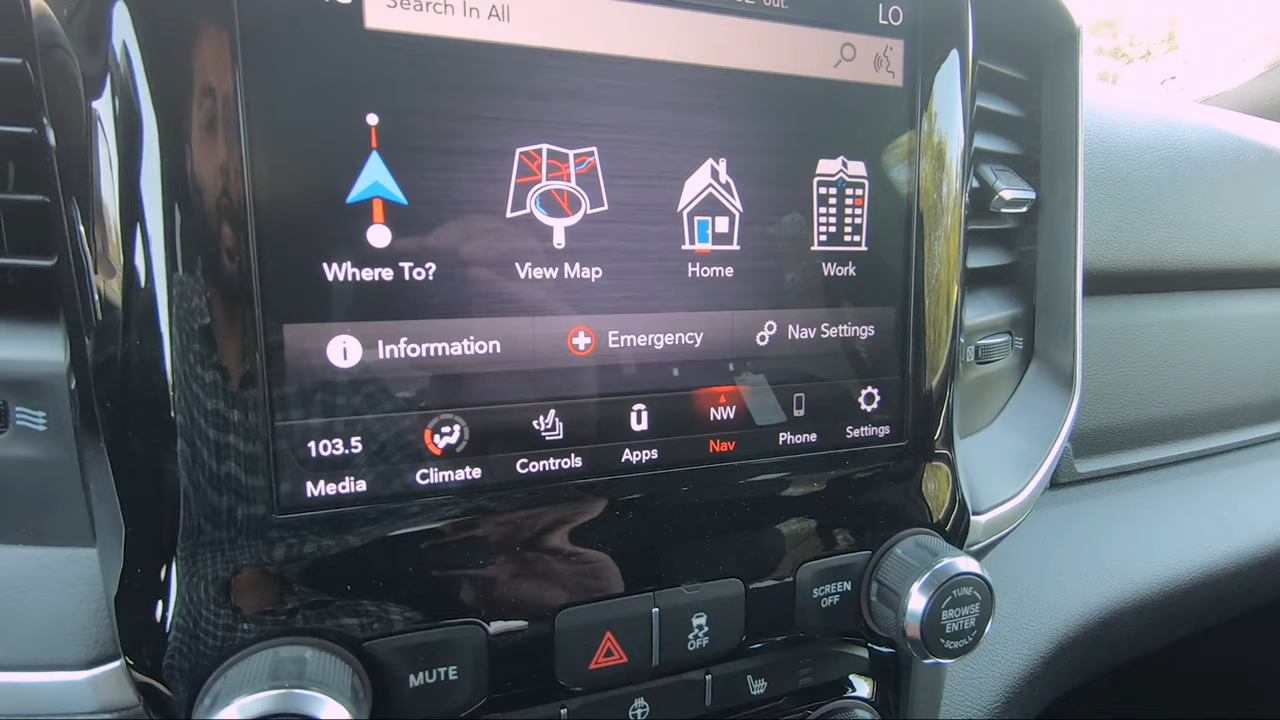 out.
LO
Search In All
Where To?
View Map
Home
Work
Information
Emergency
Nav Settings
103.5
NW
Media
Climate
Controls
Apps
Nav
Phone
Settings
MUTE
OFF
SCREEN
OFF
TUNE
BROWSE
ENTER
SCROLL